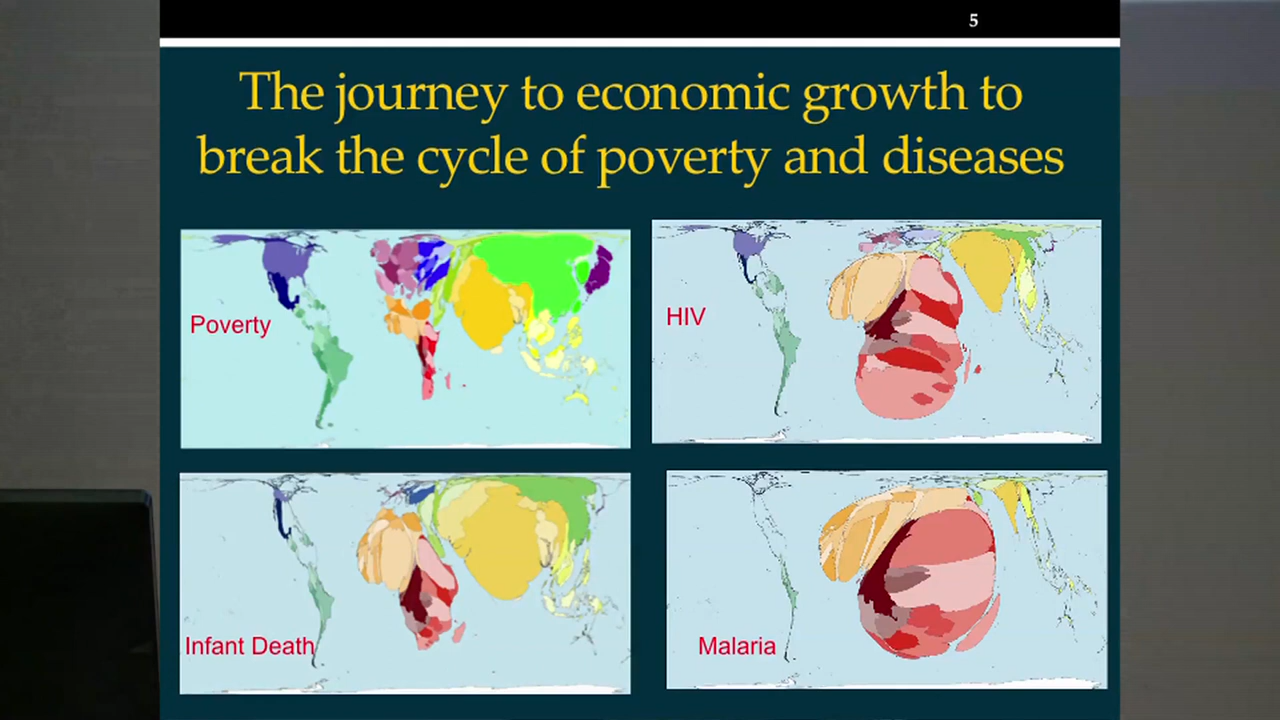 5
The journey to economic growth to
break the cycle of poverty and diseases
Poverty
HIV
Infant Death
Malaria